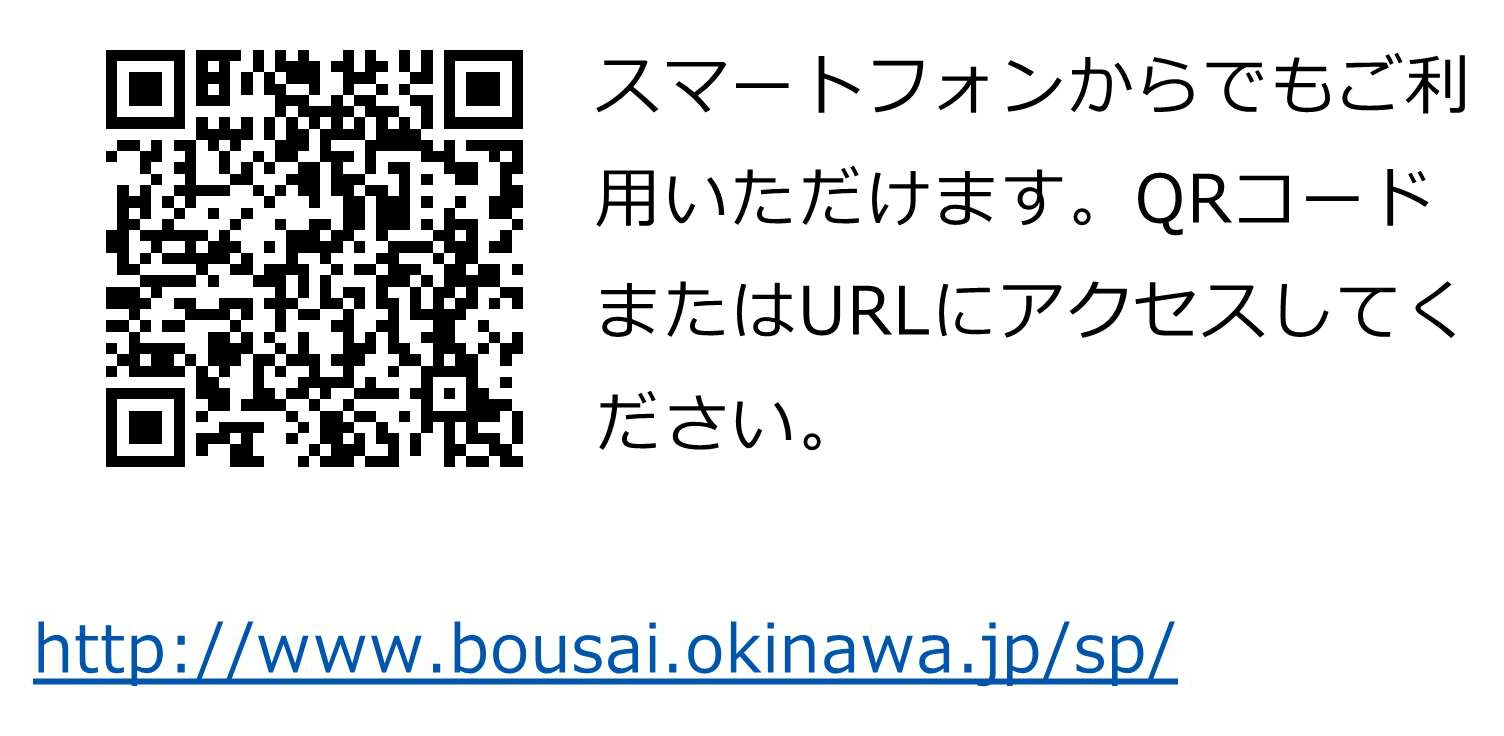 スマートフォンからでもご利
用いただけます。QRコード
またはURLにアクセスしてく
ださい。
http://www.bousai.okinawa.jp/sp/